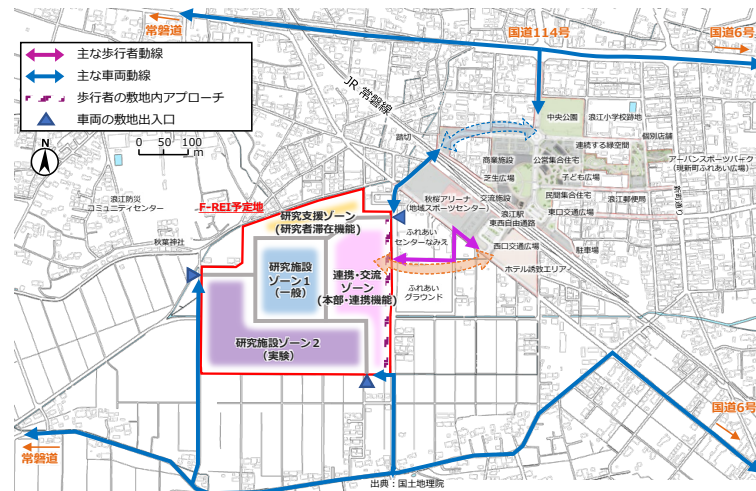 常磐道
国道114号
国道6号
主な歩行者動線
主な車両動線
歩行者の敷地内アプローチ
車両の敷地出入口
N
0 50 100
m
JR 常磐線
踏切
中央公園
浪江小学校跡地
個別店舗
連続する緑空間
商業施設
公営集合住宅
アーバンスポーツパーク
(現新町ふれあい広場)
芝生広場
子ども広場
新町通り
浪江防災
コミュニティセンター
F-REI予定地
秋桜アリーナ
(地域スポーツセンター)
交流施設
民間集合住宅
浪江郵便局
浪江駅
東西自由通路
東口交通広場
研究支援ゾーン
(研究者滞在機能)
秋葉神社
ふれあい
センターなみえ
西口交通広場
駐車場
研究施設
ゾーン1
(一般)
連携・交流
ゾーン
(本部・連携機能)
ホテル誘致エリア
ふれあい
グラウンド
研究施設ゾーン2
(実験)
国道6号
常磐道
出典:国土地理院